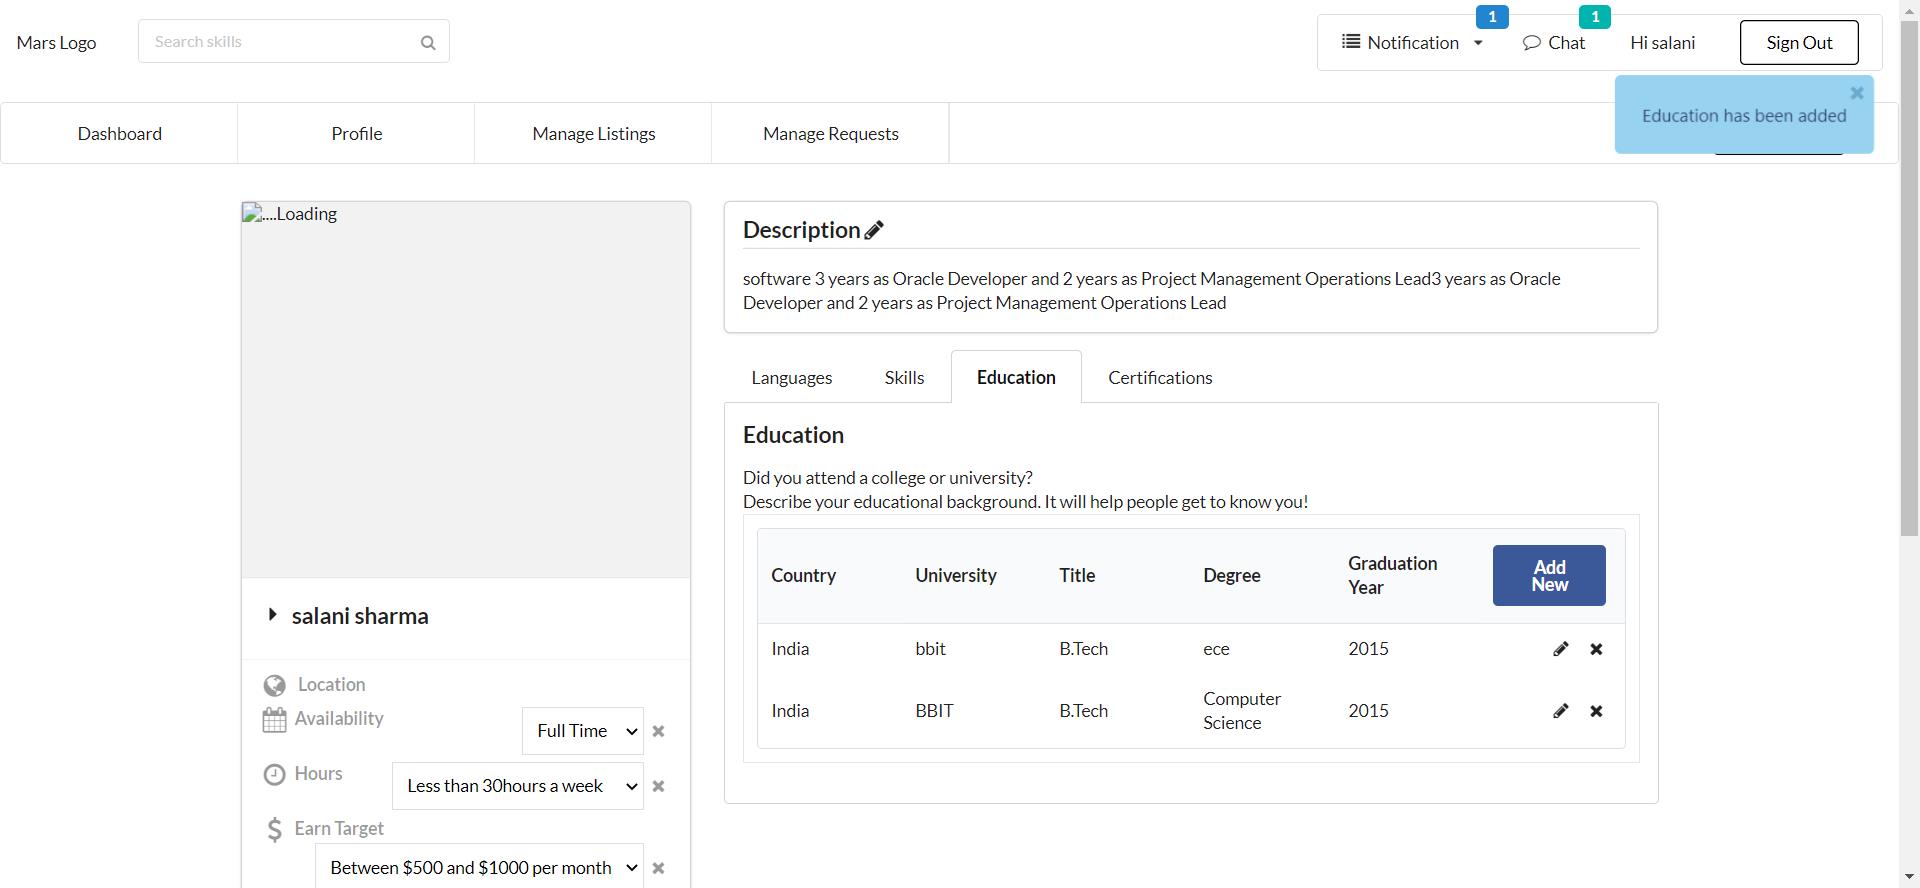 Mars Logo
Search skills
1
Notification
1
Chat
Hi salani
Sign Out
Education has been added
Dashboard
Profile
Manage Listings
Manage Requests
....Loading
salani sharma
Location
Availability
Full Time
Hours
Less than 30hours a week
Earn Target
Between $500 and $1000 per month
Description
software 3 years as Oracle Developer and 2 years as Project Management Operations Lead3 years as Oracle
Developer and 2 years as Project Management Operations Lead
Languages
Skills
Education
Certifications
Education
Did you attend a college or university?
Describe your educational background. It will help people get to know you!
Country
University
Title
Degree
Graduation
Year
Add
New
India
bbit
B.Tech
ece
2015
India
BBIT
B.Tech
Computer
Science
2015